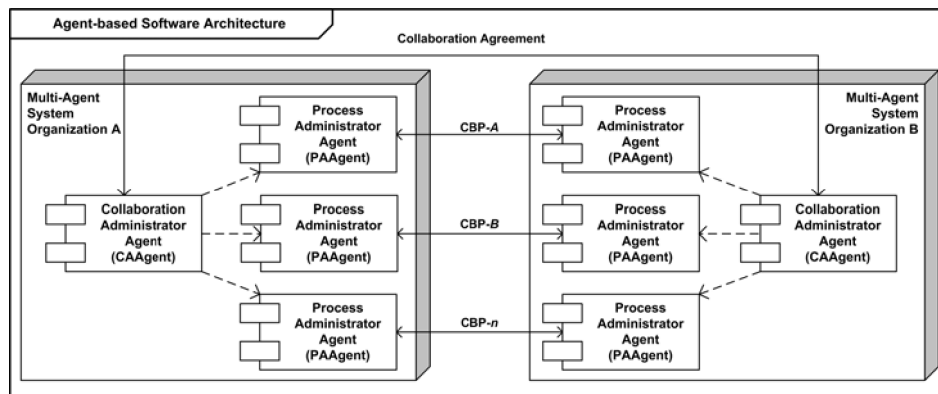 Agent-based Software Architecture
Collaboration Agreement
Multi-Agent
System
Organization A
Process
Administrator
Agent
(PAAgent)
CBP-A
Process
Administrator
Agent
(PAAgent)
Multi-Agent
System
Organization B
Collaboration
Administrator
Agent
(CAAgent)
Process
Administrator
Agent
(PAAgent)
CBP-B
Process
Administrator
Agent
(PAAgent)
Collaboration
Administrator
Agent
(CAAgent)
Process
Administrator
Agent
(PAAgent)
CBP-n
Process
Administrator
Agent
(PAAgent)